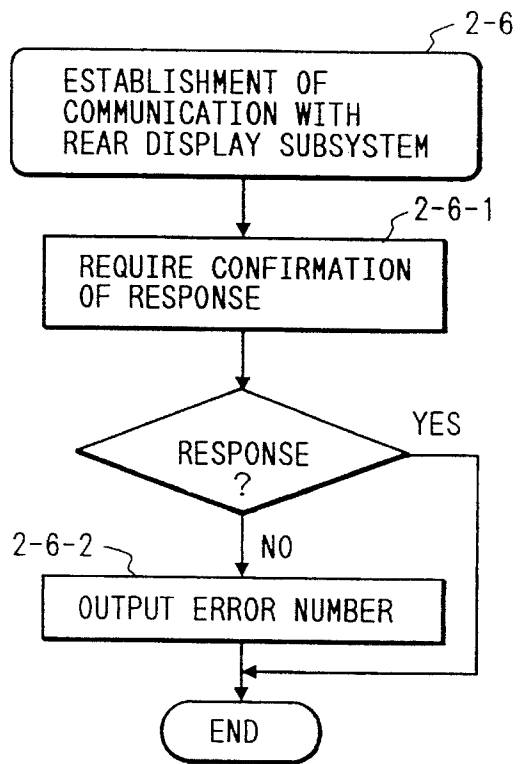 2-6
ESTABLISHMENT OF
COMMUNICATION WITH
REAR DISPLAY SUBSYSTEM
2-6-1
REQUIRE CONFIRMATION
OF RESPONSE
YES
RESPONSE
?
2-6-2
NO
OUTPUT ERROR NUMBER
END